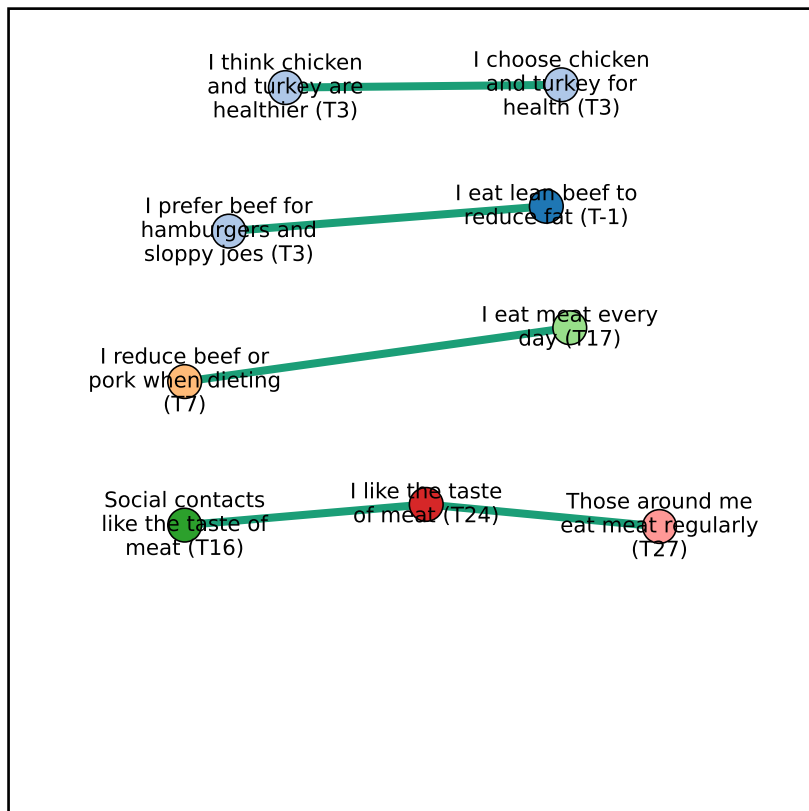 I think chicken
and turkey are
healthier (T3)
I choose chicken
and turkey for
health (T3)
I prefer beef for
hamburgers and
sloppy joes (T3)
I eat lean beef to
reduce fat (T-1)
I eat meat every
day (T17)
I reduce beef or
pork when dieting
(T7)
Social contacts
like the taste of
meat (T16)
I like the taste
of meat (T24)
Those around me
eat meat regularly
(T27)